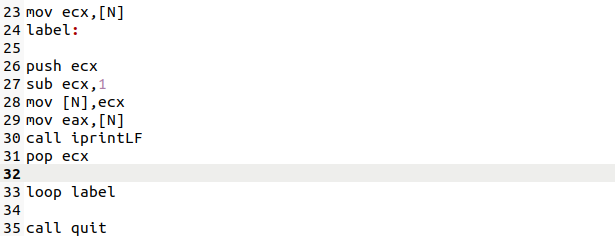 23 mov ecx,[N]
24 label:
25
26 push ecx
27 sub ecx,1
28 mov [N],ecx
29 mov eax,[N]
30 call iprintLF
31 pop ecx
32
33 loop label
34
35 call quit